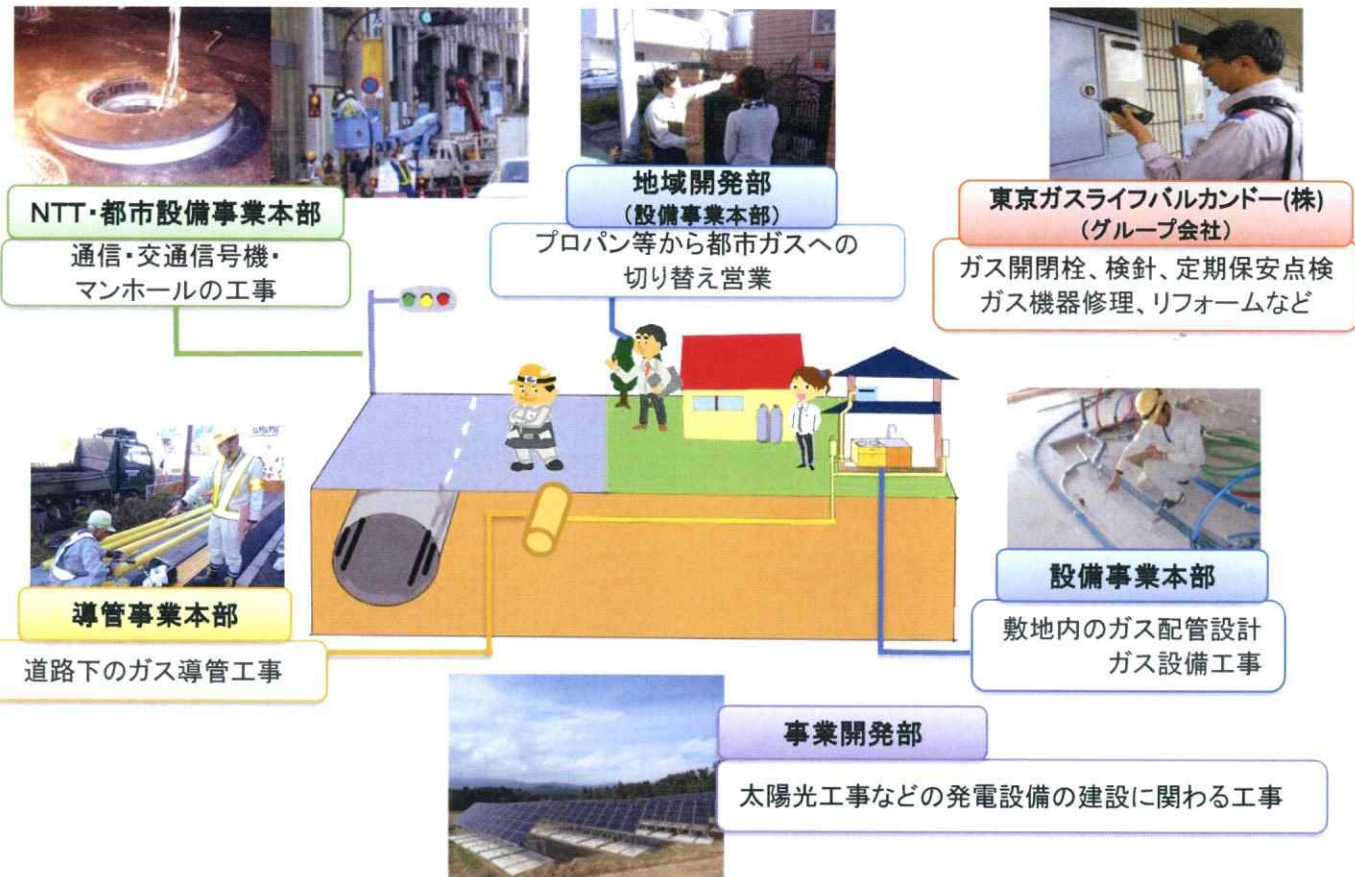 NTT・都市設備事業本部
通信・交通信号機・
マンホールの工事
地域開発部
(設備事業本部)
プロパン等から都市ガスへの
切り替え営業
東京ガスライフバルカンドー(株)
(グループ会社)
ガス開閉栓、検針、定期保安点検
ガス機器修理、リフォームなど
導管事業本部
道路下のガス導管工事
設備事業本部
敷地内のガス配管設計
ガス設備工事
事業開発部
太陽光工事などの発電設備の建設に関わる工事